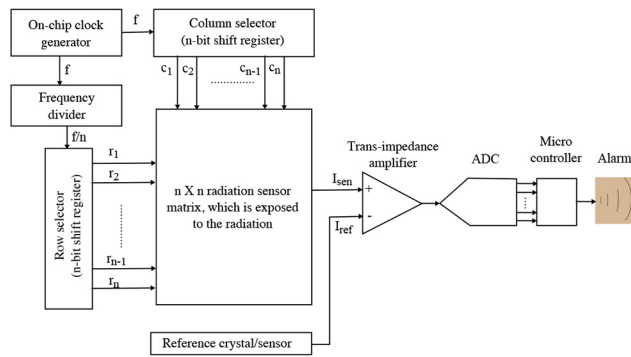 On-chip clock
generator
f
Column selector
(n-bit shift register)
f
c1 c2 ............ cn-1 cn
Frequency
divider
f/n
Row selector
(n-bit shift register)
r1
r2
rn-1
rn
n X n radiation sensor
matrix, which is exposed
to the radiation
Isen
Iref
Trans-impedance
amplifier
+
-
ADC
Micro
controller
Alarm
Reference crystal/sensor